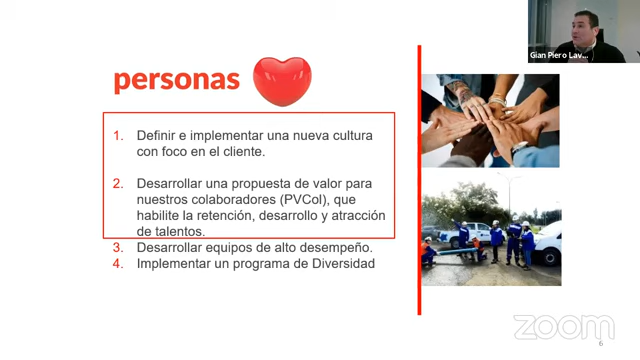 Gian Piero Lav...
personas
1. Definir e implementar una nueva cultura
con foco en el cliente.
2. Desarrollar una propuesta de valor para
nuestros colaboradores (PVCol), que
habilite la retención, desarrollo y atracción
de talentos.
3. Desarrollar equipos de alto desempeño.
4. Implementar un programa de Diversidad
zoom
6